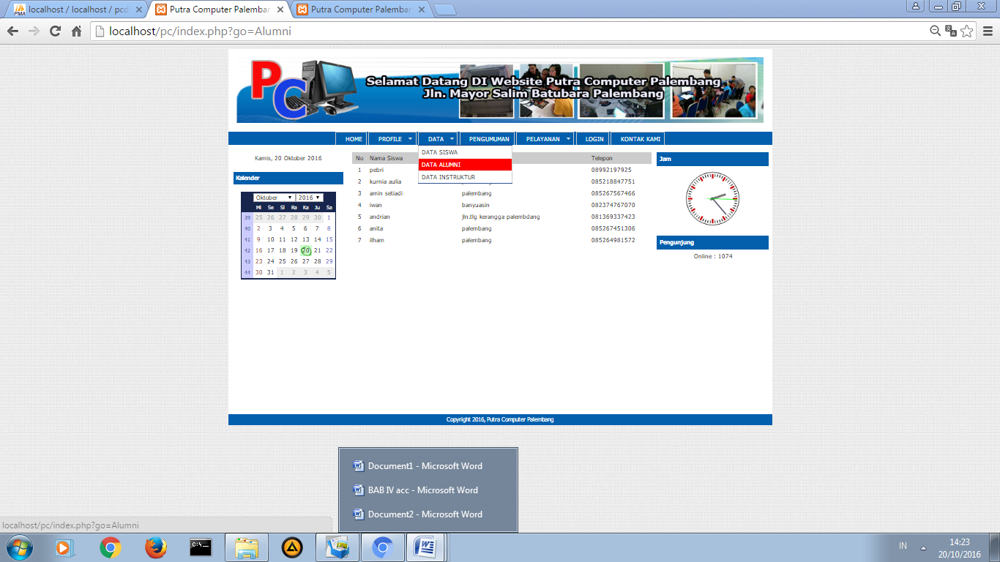 localhost / localhost / pcd
Putra Computer Palemban
Putra Computer Palemban
localhost/pc/index.php?go=Alumni
PC
Selamat Datang DI Website Putra Computer Palembang
Jln. Mayor Salim Batubara Palembang
HOME PROFILE DATA PENGUMUMAN PELAYANAN LOGIN KONTAK KAMI
DATA SISWA
DATA ALUMNI
DATA INSTRUKTUR
Kamis, 20 Oktober 2016
Kalender
Oktober 2016
Mi Se Sl Ra Ka Ju Sa
39 25 26 27 28 29 30 1
40 2 3 4 5 6 7 8
41 9 10 11 12 13 14 15
42 16 17 18 19 20 21 22
43 23 24 25 26 27 28 29
44 30 31 1 2 3 4 5
No Nama Siswa Telepon
1 pebri 08992197925
2 kurnia aulia 085218847751
3 amin setiadi palembang 085267567466
4 iwan banyuasin 082374767070
5 andrian jln.tlg kerangga palembdang 081369337423
6 anita palembang 085267451306
7 ilham palembang 085264981572
Jam
Pengunjung
Online : 1074
Copyright 2016, Putra Computer Palembang
Document1 - Microsoft Word
BAB IV acc - Microsoft Word
Document2 - Microsoft Word
localhost/pc/index.php?go=Alumni
IN
14:23
20/10/2016